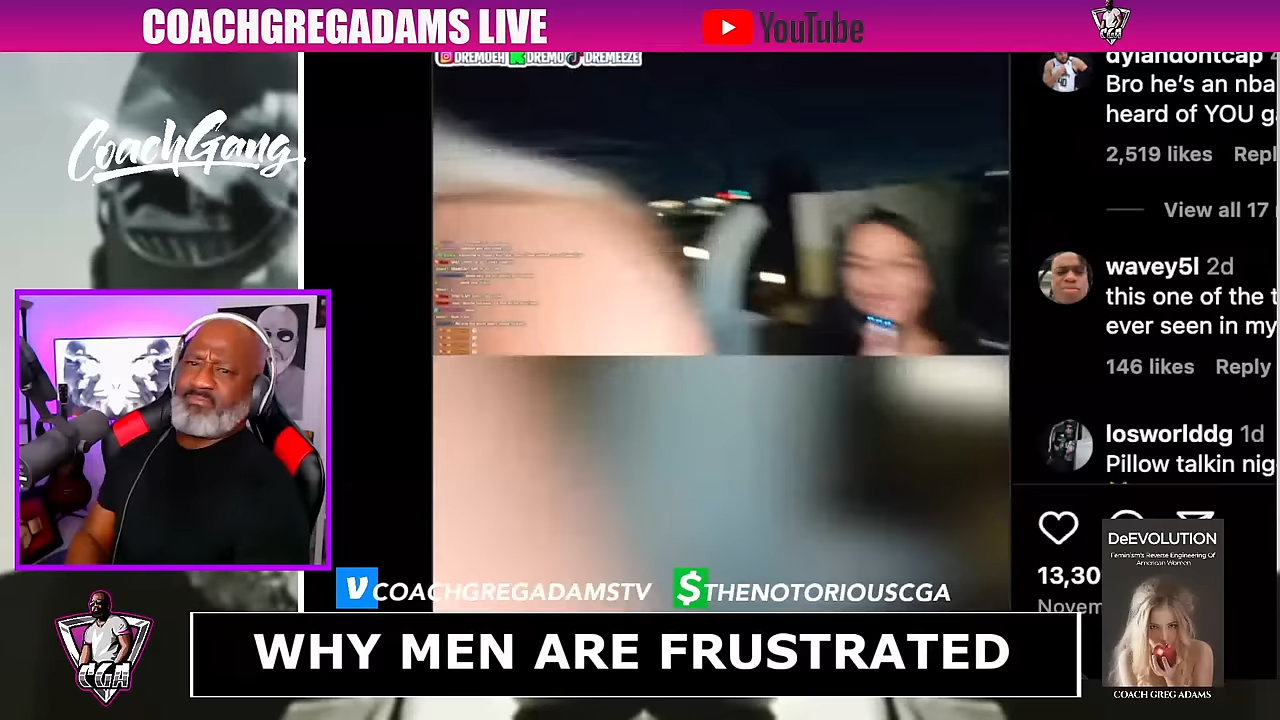 COACHGREGADAMS LIVE
YouTube
CoachGang
DREMOEH DREMO DREMEEZE
dylandontcap
Bro he's an nba
heard of YOU g
2,519 likes Repl
View all 17
wavey5l 2d
this one of the t
ever seen in my
146 likes Reply
losworlddg 1d
Pillow talkin nig
13,30
Novem
DeEVOLUTION
Feminism's Reverse Engineering Of
American Women
COACH GREG ADAMS
COACHGREGADAMSTV
THENOTORIOUSCGA
CGA
WHY MEN ARE FRUSTRATED